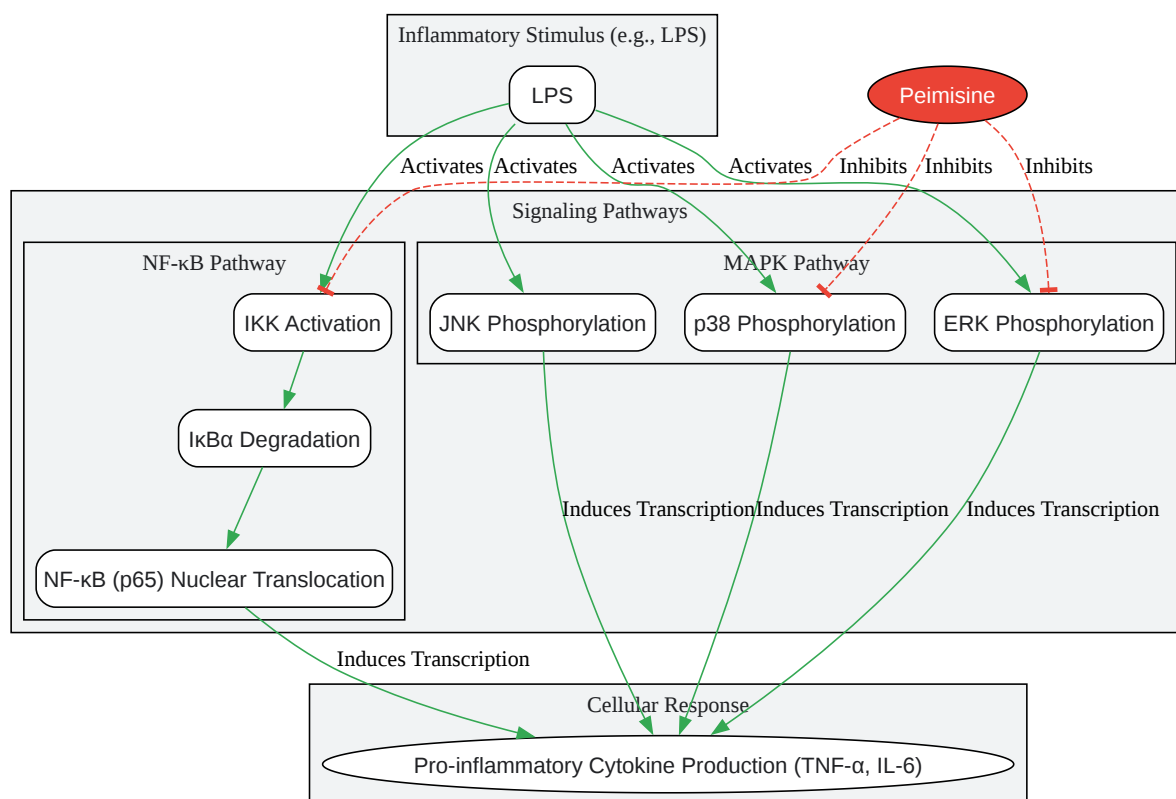 Inflammatory Stimulus (e.g., LPS)
LPS
Peimisine
Activates
Activates
Activates
Activates
Inhibits
Inhibits
Inhibits
Signaling Pathways
NF-κB Pathway
MAPK Pathway
IKK Activation
JNK Phosphorylation
p38 Phosphorylation
ERK Phosphorylation
IκBα Degradation
Induces Transcription
Induces Transcription
Induces Transcription
NF-κB (p65) Nuclear Translocation
Induces Transcription
Cellular Response
Pro-inflammatory Cytokine Production (TNF-α, IL-6)